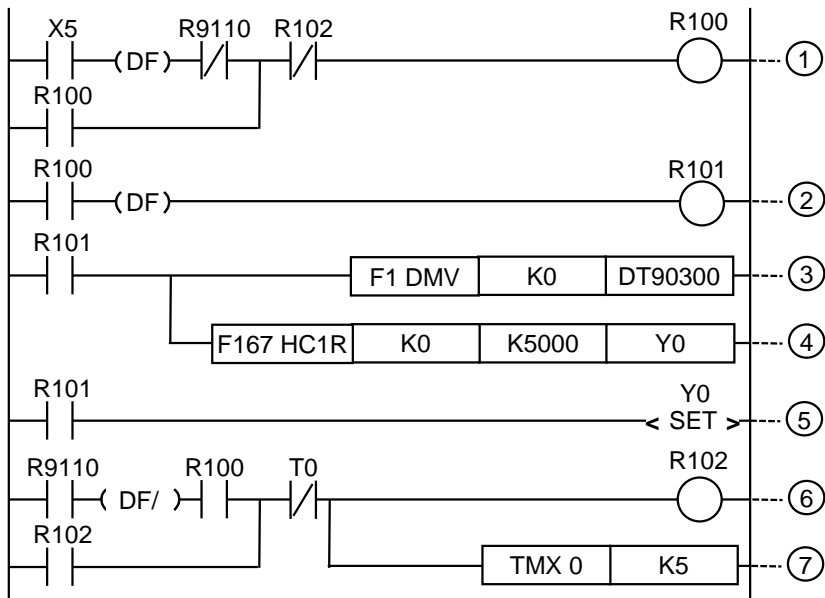 X5 R9110 R102 R100
(DF) 1
R100
R100 R101
(DF) 2
R101
F1 DMV K0 DT90300 3
F167 HC1R K0 K5000 Y0 4
R101 Y0
< SET > 5
R9110 R100 T0 R102
( DF/ ) 6
R102
TMX 0 K5 7